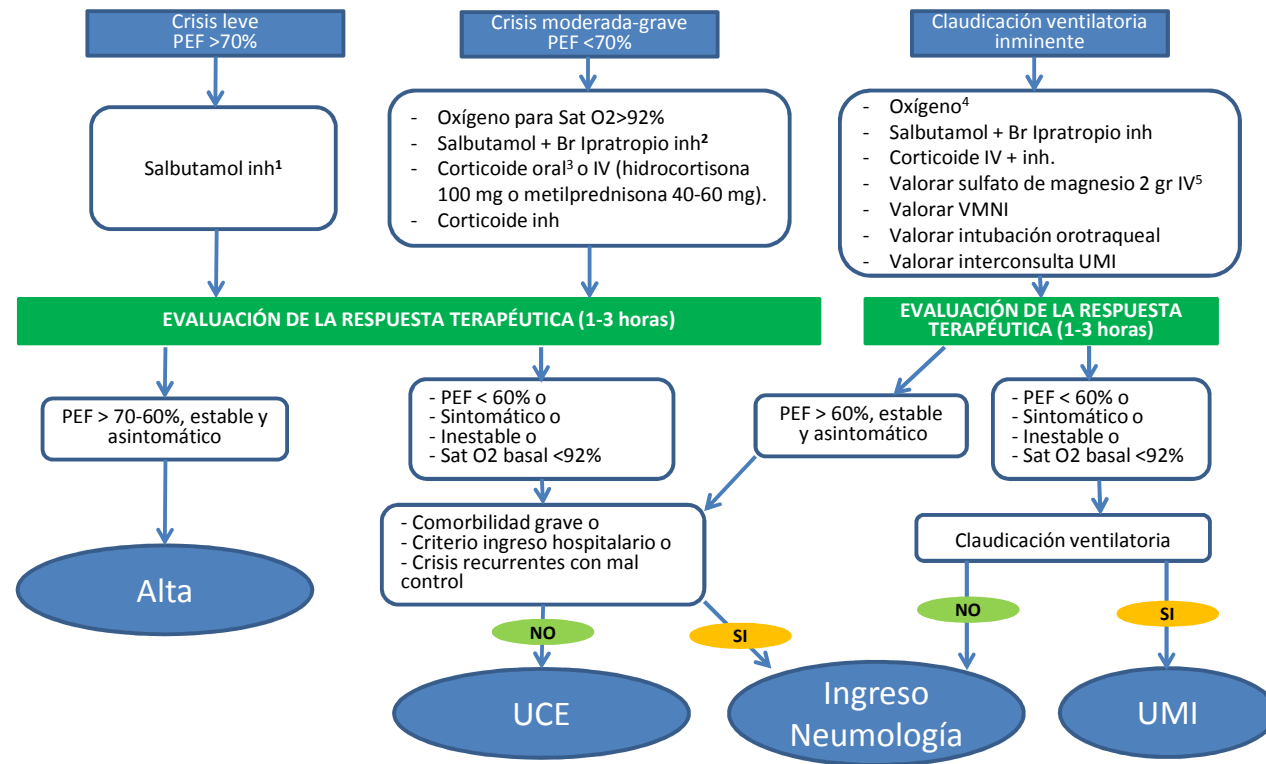 Crisis leve
PEF >70%
Crisis moderada-grave
PEF <70%
Claudicación ventilatoria
inminente
Salbutamol inh¹
- Oxígeno para Sat O2>92%
- Salbutamol + Br Ipratropio inh²
- Corticoide oral³ o IV (hidrocortisona
100 mg o metilprednisona 40-60 mg).
- Corticoide inh
- Oxígeno⁴
- Salbutamol + Br Ipratropio inh
- Corticoide IV + inh.
- Valorar sulfato de magnesio 2 gr IV⁵
- Valorar VMNI
- Valorar intubación orotraqueal
- Valorar interconsulta UMI
EVALUACIÓN DE LA RESPUESTA TERAPÉUTICA (1-3 horas)
EVALUACIÓN DE LA RESPUESTA
TERAPÉUTICA (1-3 horas)
PEF > 70-60%, estable y
asintomático
- PEF < 60% o
- Sintomático o
- Inestable o
- Sat O2 basal <92%
PEF > 60%, estable
y asintomático
- PEF < 60% o
- Sintomático o
- Inestable o
- Sat O2 basal <92%
- Comorbilidad grave o
- Criterio ingreso hospitalario o
- Crisis recurrentes con mal
control
Claudicación ventilatoria
Alta
NO
SI
NO
SI
UCE
Ingreso
Neumología
UMI